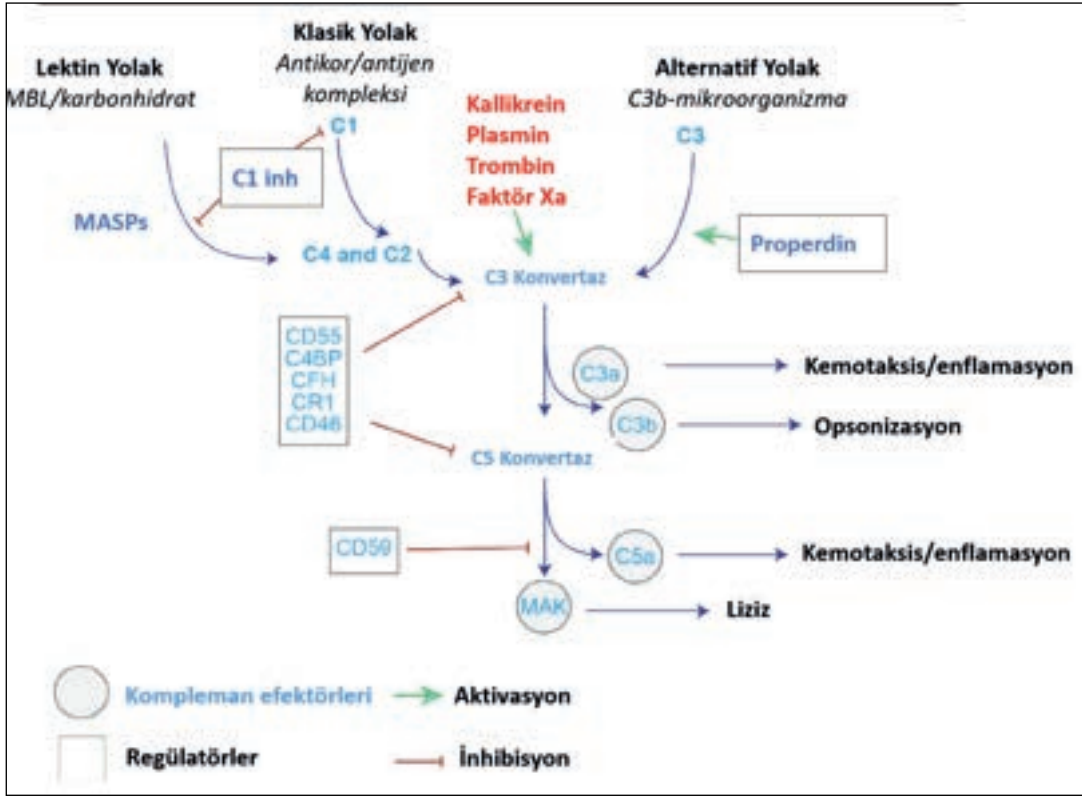 Klasik Yolak
Antikor/antijen
kompleksi
Lektin Yolak
MBL/karbonhidrat
Alternatif Yolak
C3b-mikroorganizma
Kallikrein
Plasmin
Trombin
Faktör Xa
C1
C3
C1 inh
MASPs
Properdin
C4 and C2
C3 Konvertaz
CD55
C4BP
CFH
CR1
CD46
C3a
Kemotaksis/enflamasyon
C3b
Opsonizasyon
C5 Konvertaz
CD59
C5a
Kemotaksis/enflamasyon
MAK
Liziz
Kompleman efektörleri
Aktivasyon
Regülatörler
İnhibisyon